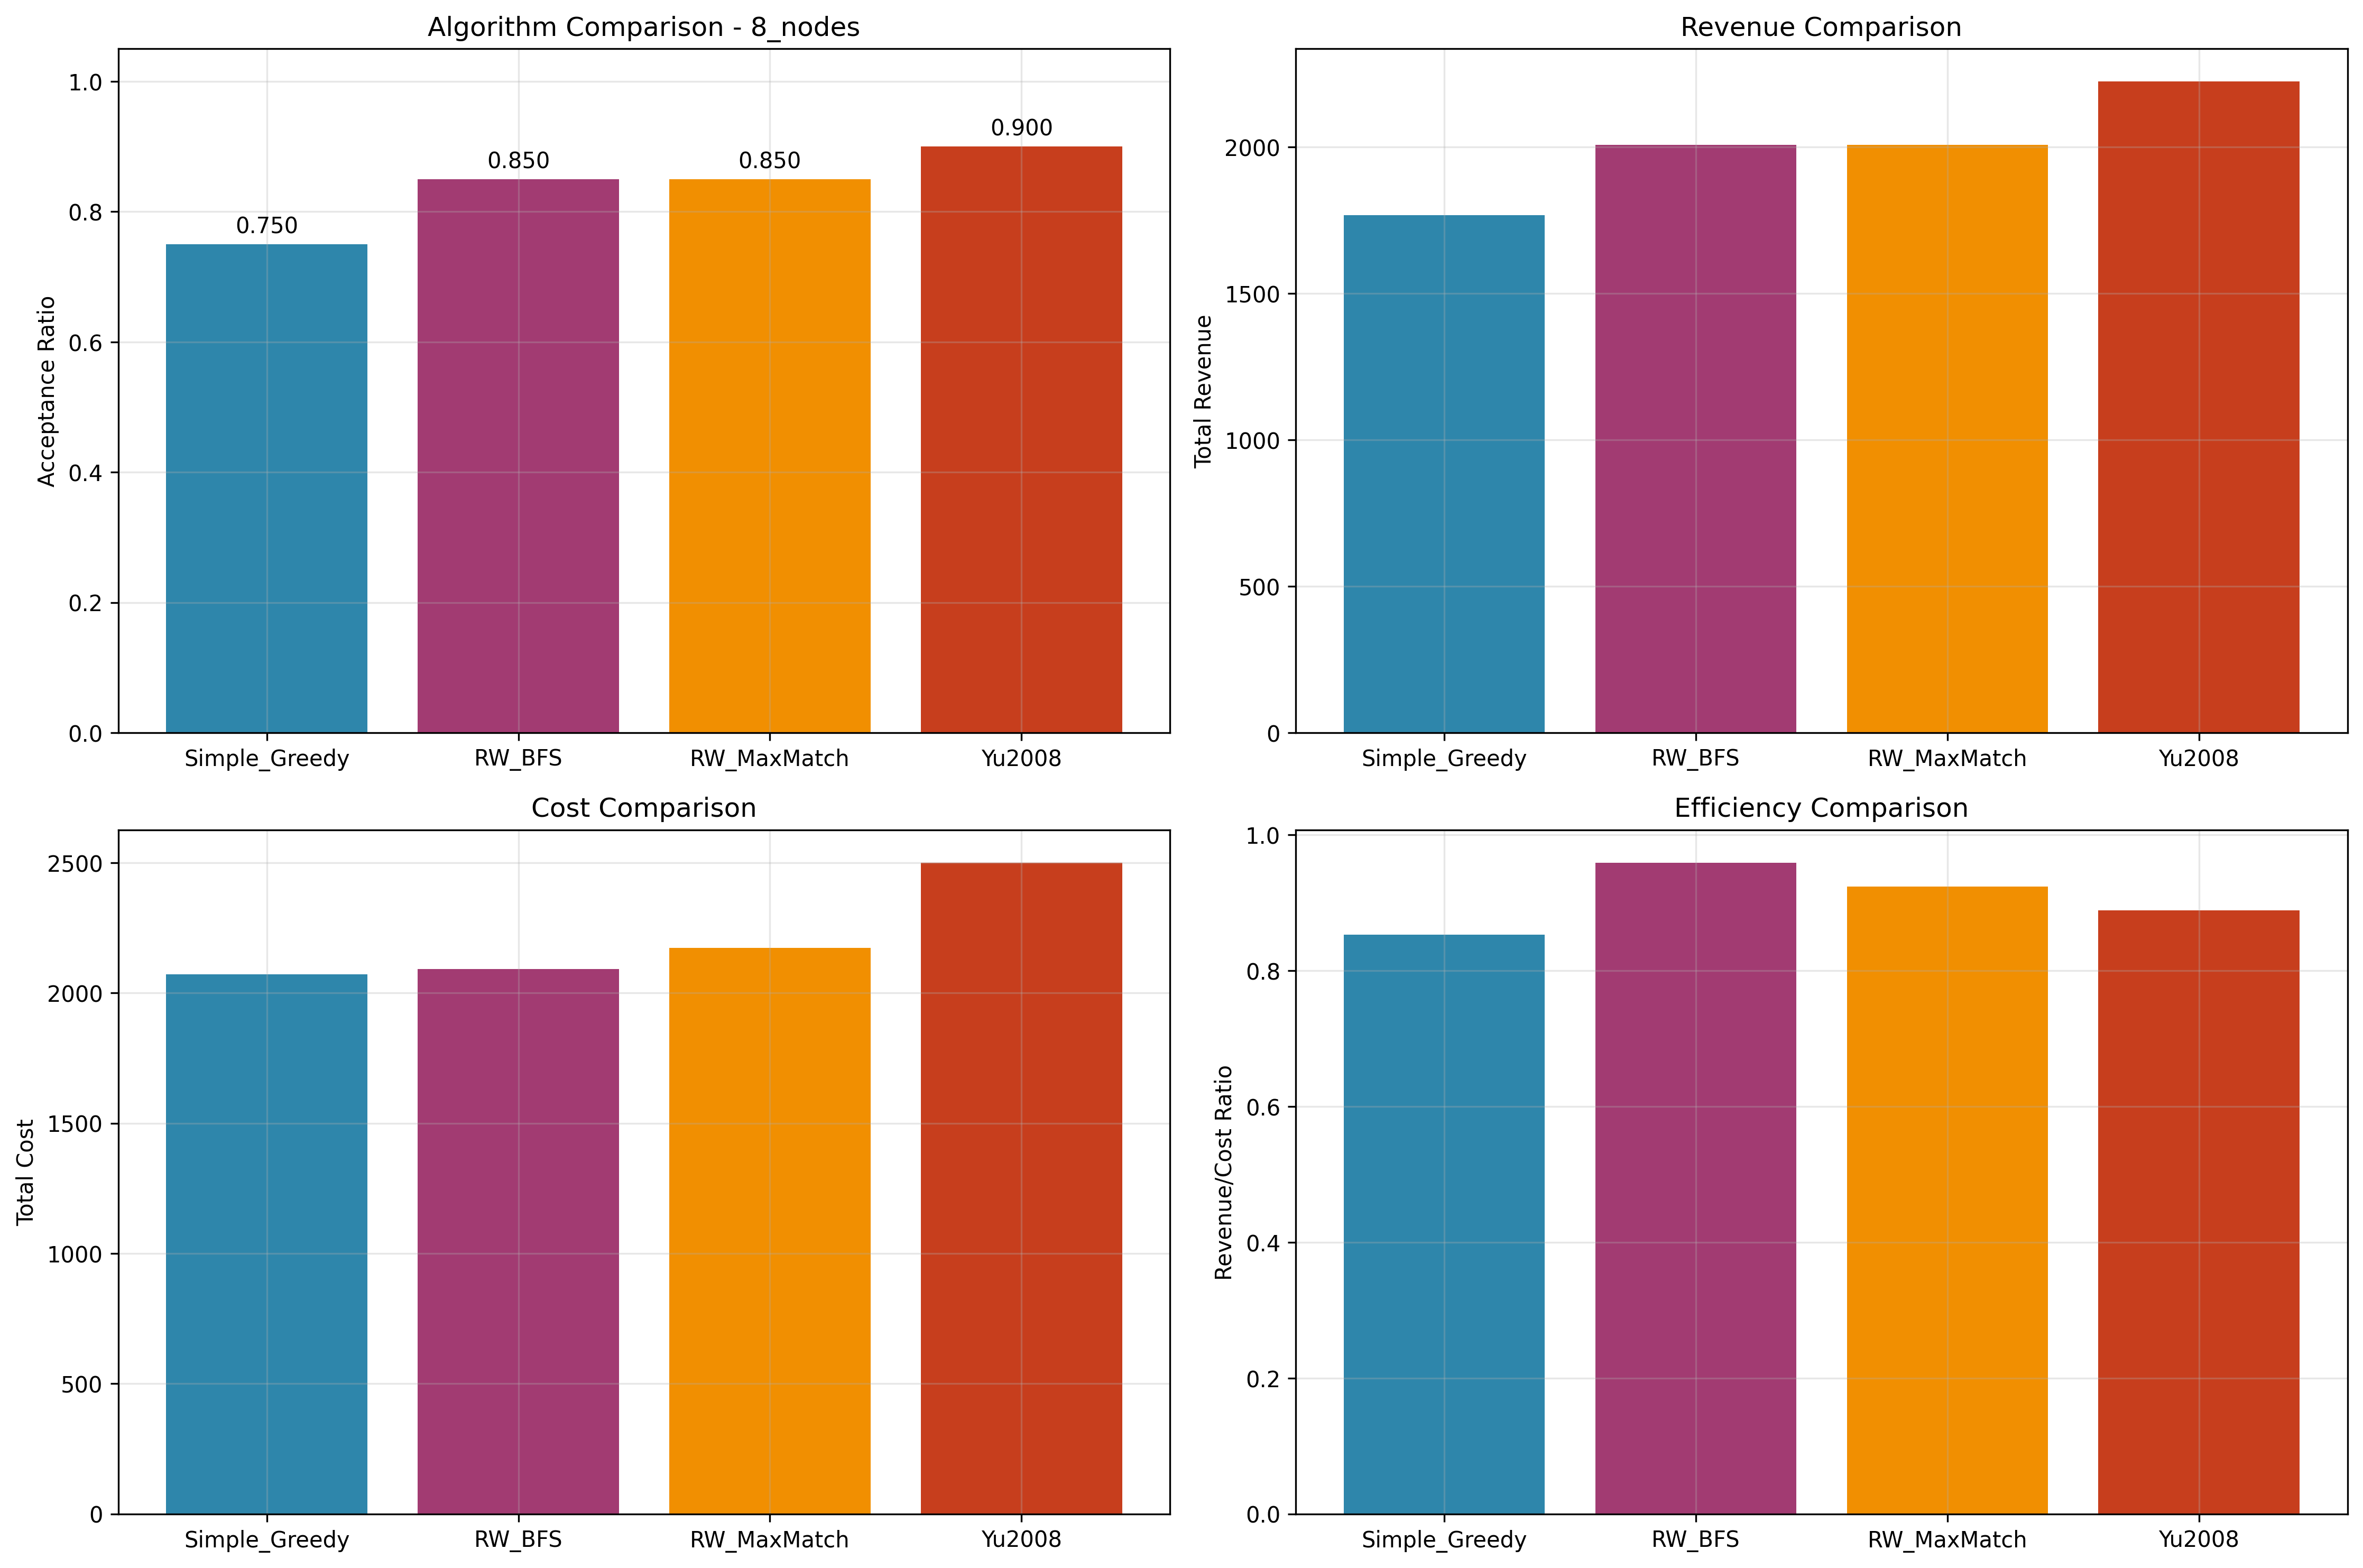 Algorithm Comparison - 8_nodes
Acceptance Ratio
1.0
0.8
0.6
0.4
0.2
0.0
0.750
0.850
0.850
0.900
Simple_Greedy
RW_BFS
RW_MaxMatch
Yu2008
Revenue Comparison
Total Revenue
2000
1500
1000
500
0
Simple_Greedy
RW_BFS
RW_MaxMatch
Yu2008
Cost Comparison
Total Cost
2500
2000
1500
1000
500
0
Simple_Greedy
RW_BFS
RW_MaxMatch
Yu2008
Efficiency Comparison
Revenue/Cost Ratio
1.0
0.8
0.6
0.4
0.2
0.0
Simple_Greedy
RW_BFS
RW_MaxMatch
Yu2008